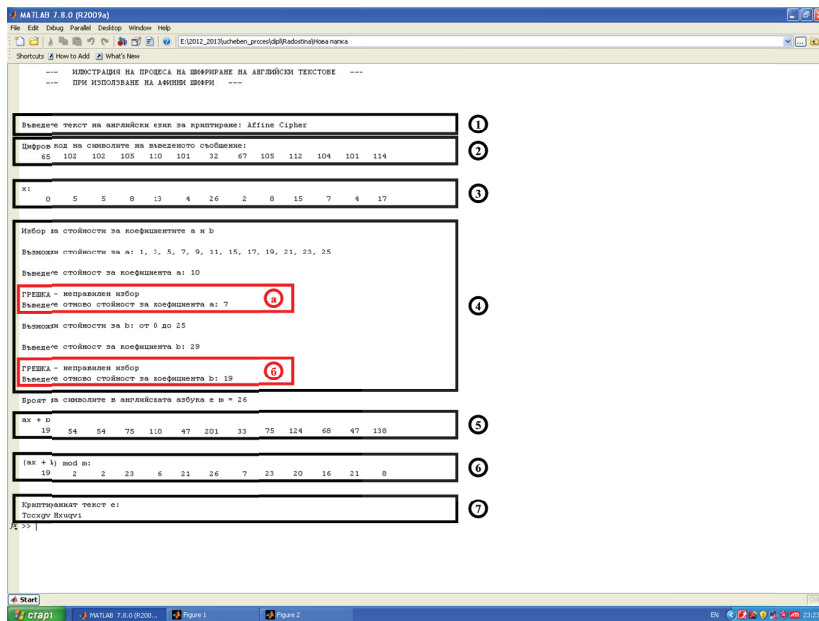 MATLAB 7.8.0 (R2009a)
File Edit Debug Parallel Desktop Window Help
E:\2012_2013\ucheben_proces\dipl\Radostina\Нова папка
Shortcuts How to Add What's New
--- ИЛЮСТРАЦИЯ НА ПРОЦЕСА НА ШИФРИРАНЕ НА АНГЛИЙСКИ ТЕКСТОВЕ ---
--- ПРИ ИЗПОЛЗВАНЕ НА АФИННИ ШИФРИ ---
Въведете текст на английски език за криптиране: Affine Cipher
1
Цифров код на символите на въведеното съобщение:
65 102 102 105 110 101 32 67 105 112 104 101 114
2
x:
0 5 5 8 13 4 26 2 8 15 7 4 17
3
Избор на стойности за коефициентите a и b
Възможни стойности за a: 1, 3, 5, 7, 9, 11, 15, 17, 19, 21, 23, 25
Въведете стойност за коефициента a: 10
ГРЕШКА - неправилен избор
Въведете отново стойност за коефициента a: 7
а
4
Възможни стойности за b: от 0 до 25
Въведете стойност за коефициента b: 29
ГРЕШКА - неправилен избор
Въведете отново стойност за коефициента b: 19
б
Броят на символите в английската азбука е m = 26
ax + b
19 54 54 75 110 47 201 33 75 124 68 47 138
5
(ax + b) mod m:
19 2 2 23 6 21 26 7 23 20 16 21 8
6
Криптираният текст е:
Tccxgv Hxuqvi
7
>>
Start
старт
MATLAB 7.8.0 (R200...
Figure 1
Figure 2
EN
23:23